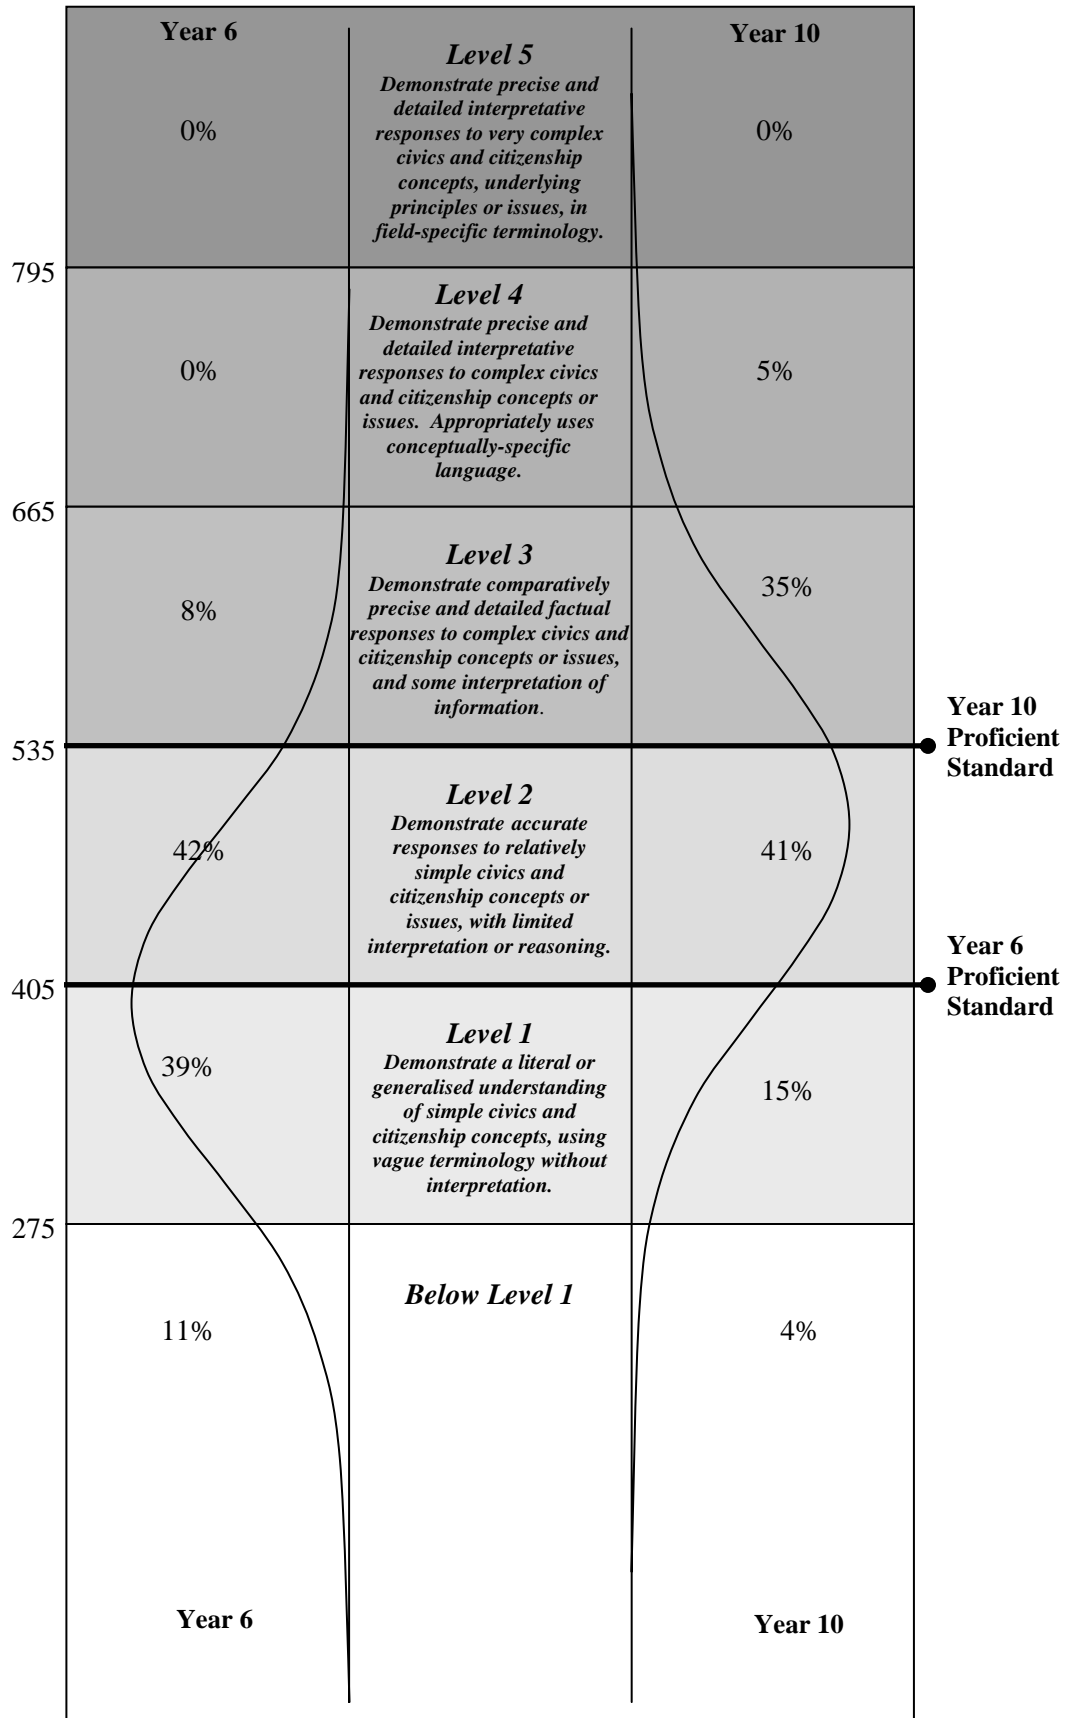 Year 6
Year 10
Level 5
Demonstrate precise and
detailed interpretative
responses to very complex
civics and citizenship
concepts, underlying
principles or issues, in
field-specific terminology.
0%
0%
795
Level 4
Demonstrate precise and
detailed interpretative
responses to complex civics
and citizenship concepts or
issues.  Appropriately uses
conceptually-specific
language.
0%
5%
665
Level 3
Demonstrate comparatively
precise and detailed factual
responses to complex civics and
citizenship concepts or issues,
and some interpretation of
information.
8%
35%
535
Year 10
Proficient
Standard
Level 2
Demonstrate accurate
responses to relatively
simple civics and
citizenship concepts or
issues, with limited
interpretation or reasoning.
42%
41%
405
Year 6
Proficient
Standard
Level 1
Demonstrate a literal or
generalised understanding
of simple civics and
citizenship concepts, using
vague terminology without
interpretation.
39%
15%
275
Below Level 1
11%
4%
Year 6
Year 10